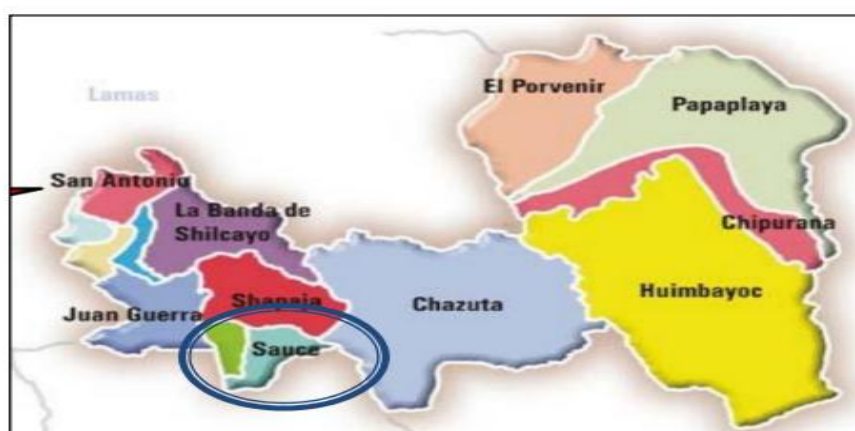 Lamas
El Porvenir
Papaplaya
San Antonio
La Banda de
Shilcayo
Chipurana
Huimbayoc
Chazuta
Juan Guerra
Shapaja
Sauce